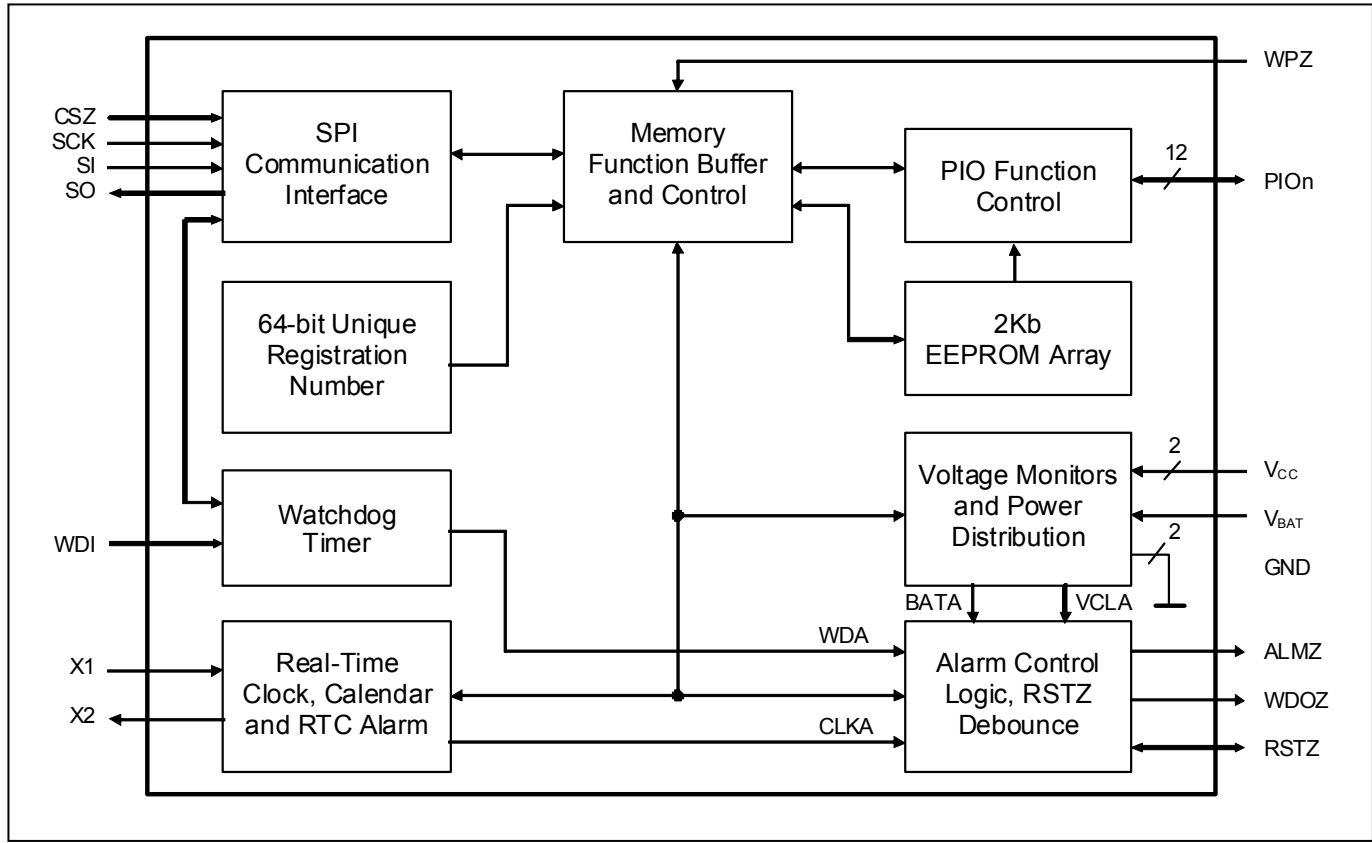 WPZ
CSZ
SCK
SI
SO
SPI
Communication
Interface
Memory
Function Buffer
and Control
PIO Function
Control
12
PIOn
64-bit Unique
Registration
Number
2Kb
EEPROM Array
Watchdog
Timer
WDI
Voltage Monitors
and Power
Distribution
2
VCC
VBAT
2
GND
BATA
VCLA
WDA
X1
X2
Real-Time
Clock, Calendar
and RTC Alarm
CLKA
Alarm Control
Logic, RSTZ
Debounce
ALMZ
WDOZ
RSTZ